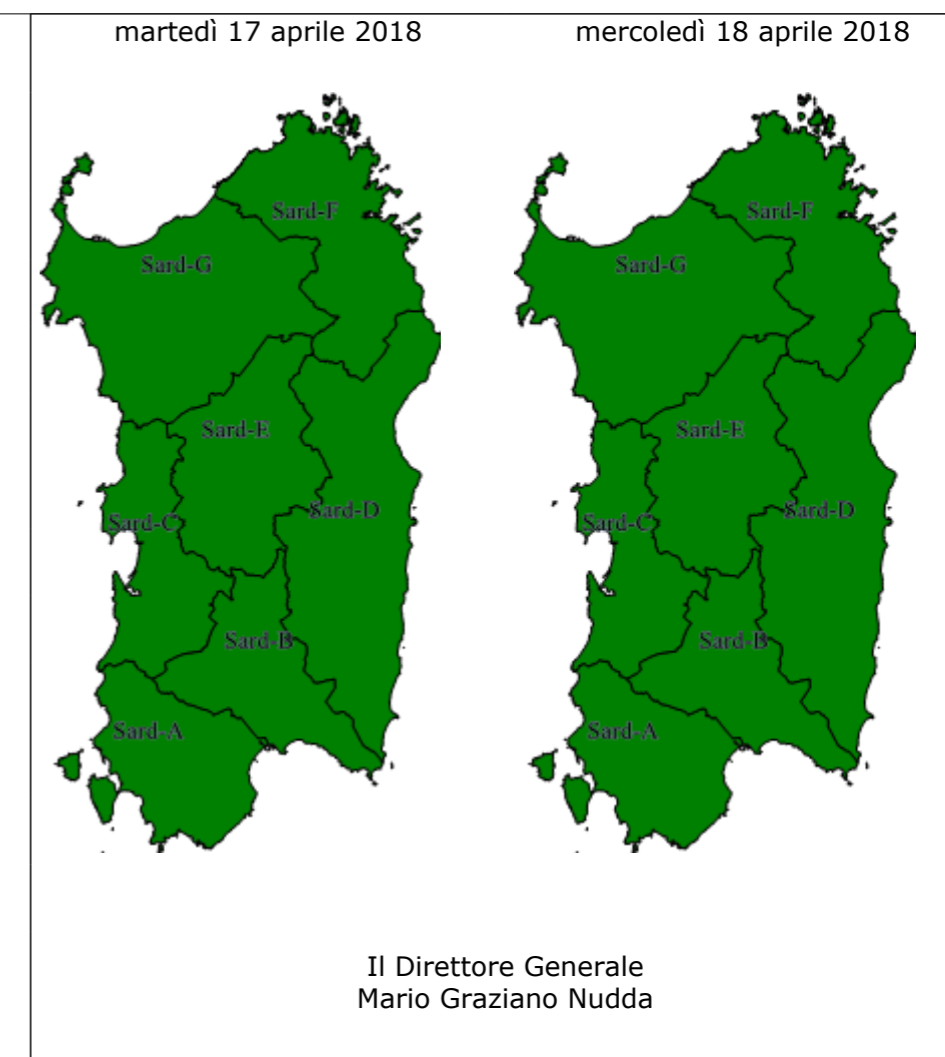 martedì 17 aprile 2018
mercoledì 18 aprile 2018
Sard-F
Sard-G
Sard-E
Sard-D
Sard-C
Sard-B
Sard-A
Sard-F
Sard-G
Sard-E
Sard-D
Sard-C
Sard-B
Sard-A
Il Direttore Generale
Mario Graziano Nudda